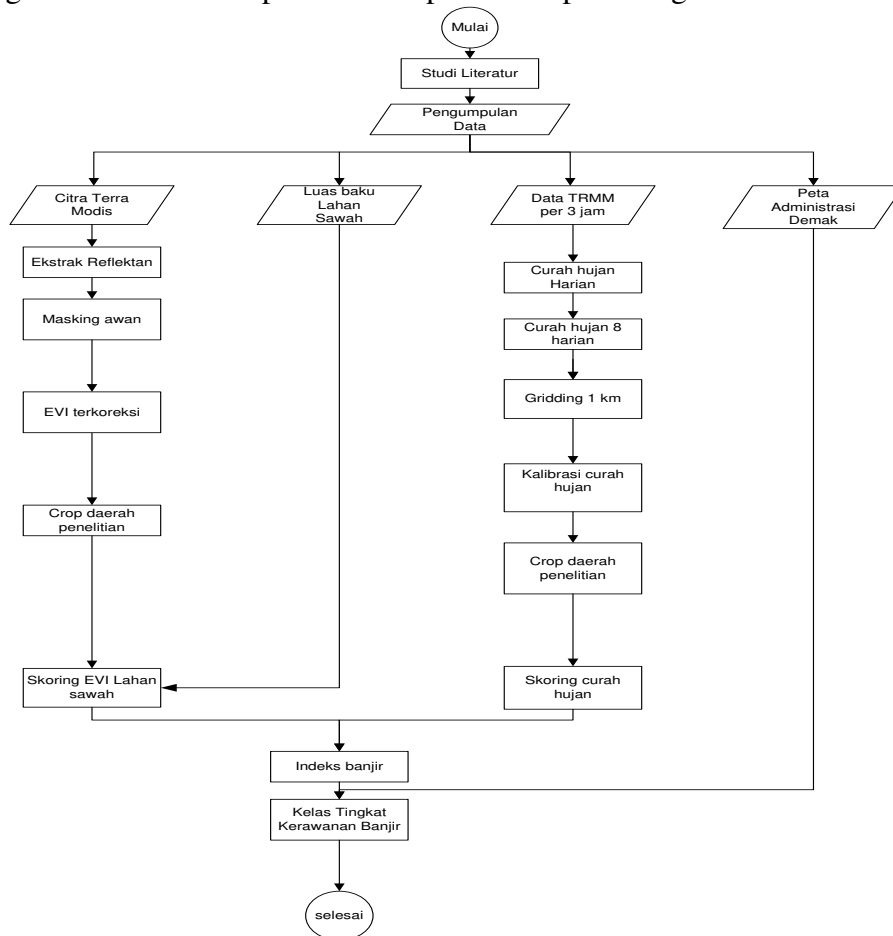 Mulai
Studi Literatur
Pengumpulan
Data
Citra Terra
Modis
Luas baku
Lahan
Sawah
Data TRMM
per 3 jam
Peta
Administrasi
Demak
Ekstrak Reflektan
Masking awan
EVI terkoreksi
Crop daerah
penelitian
Skoring EVI Lahan
sawah
Curah hujan
Harian
Curah hujan 8
harian
Gridding 1 km
Kalibrasi curah
hujan
Crop daerah
penelitian
Skoring curah
hujan
Indeks banjir
Kelas Tingkat
Kerawanan Banjir
selesai